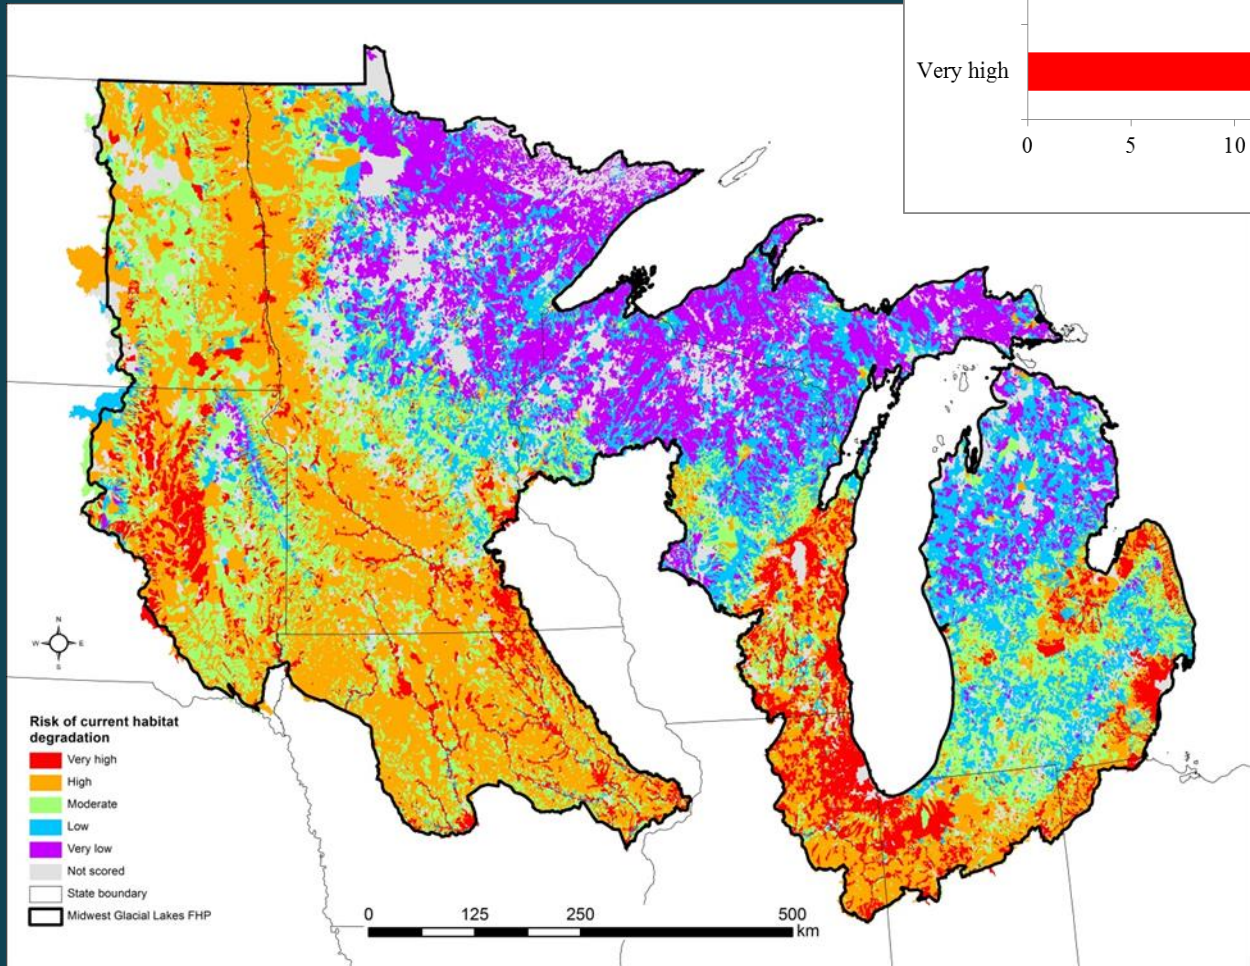 Very high
0 5 10
N
W E
S
Risk of current habitat
degradation
Very high
High
Moderate
Low
Very low
Not scored
State boundary
Midwest Glacial Lakes FHP
0 125 250 500
km